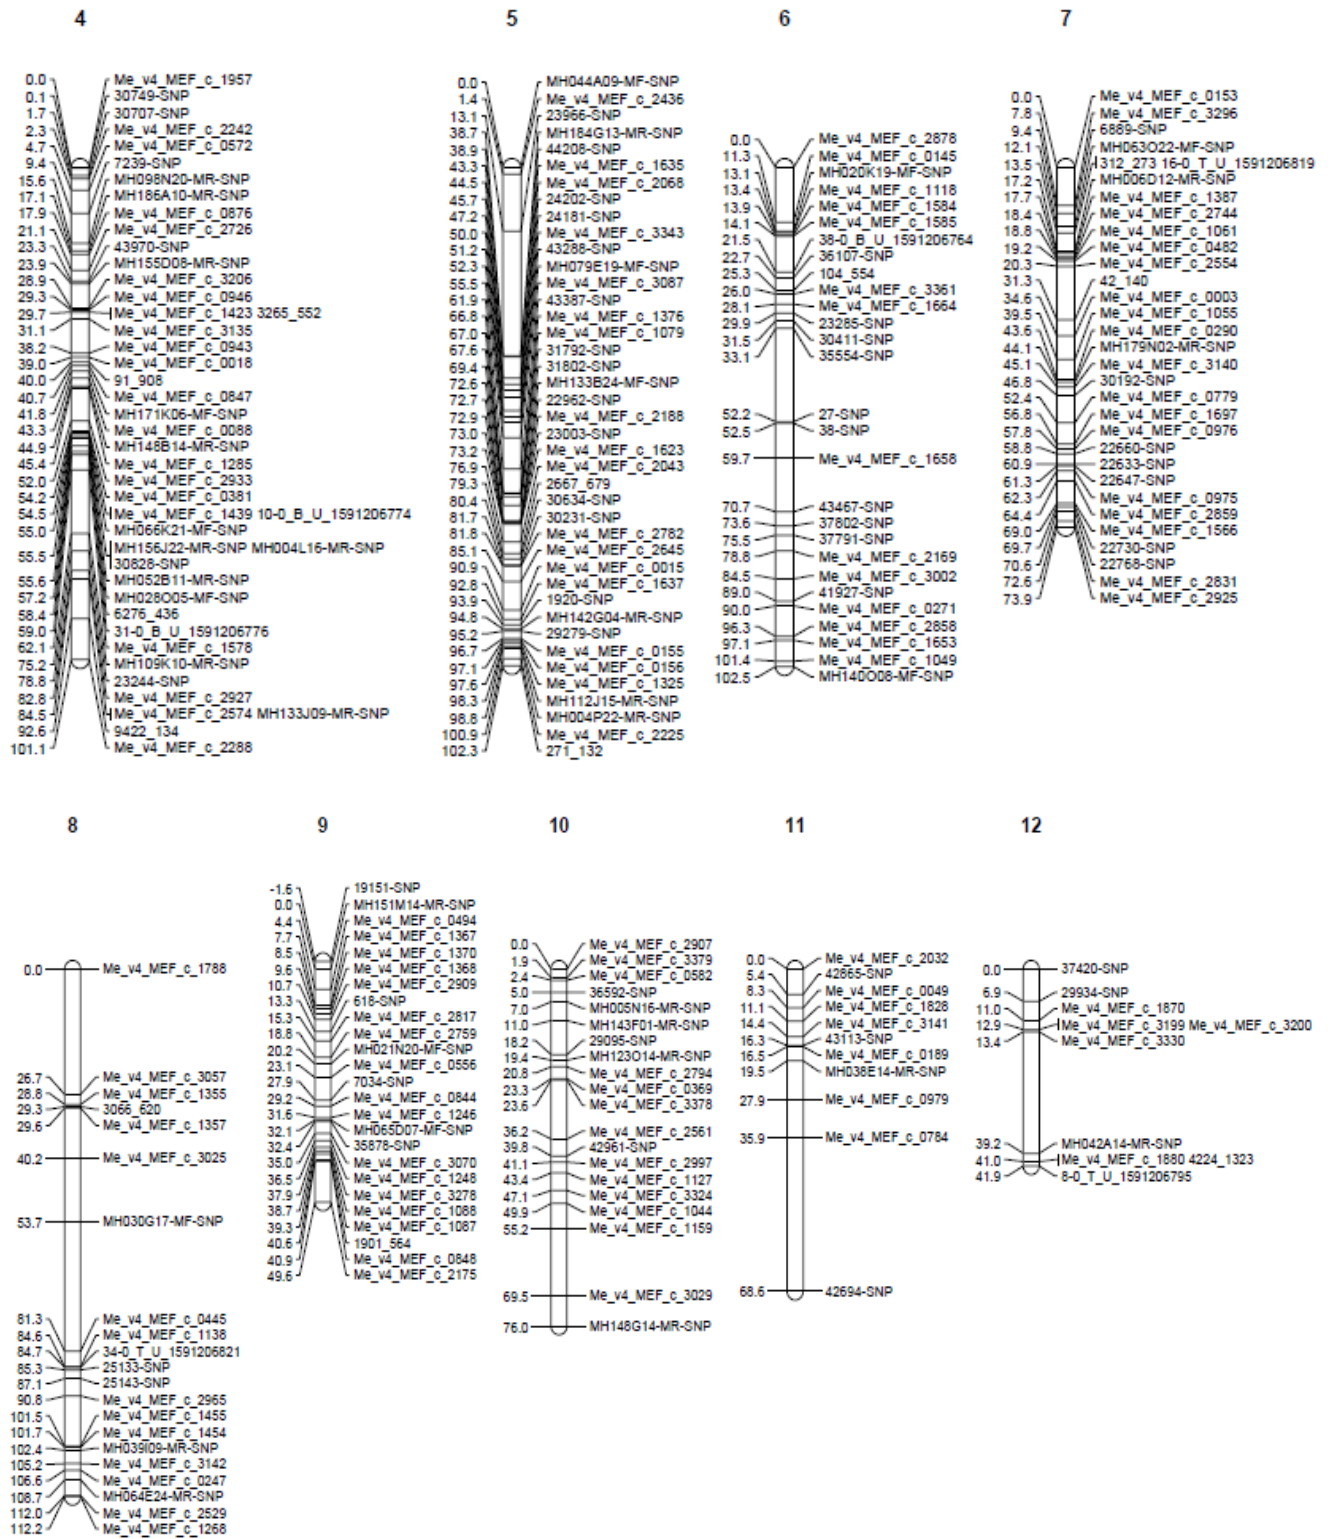 4
0.0 Me_v4_MEF_c_1957
0.1 30749-SNP
1.7 30707-SNP
2.3 Me_v4_MEF_c_2242
4.7 Me_v4_MEF_c_0572
9.4 7239-SNP
15.6 MH098N20-MR-SNP
17.1 MH186A10-MR-SNP
17.9 Me_v4_MEF_c_0876
21.1 Me_v4_MEF_c_2726
23.3 43970-SNP
23.9 MH155D08-MR-SNP
28.9 Me_v4_MEF_c_3206
29.3 Me_v4_MEF_c_0946
29.7 Me_v4_MEF_c_1423 3265_552
31.1 Me_v4_MEF_c_3135
38.2 Me_v4_MEF_c_0943
39.0 Me_v4_MEF_c_0018
40.0 91_908
40.7 Me_v4_MEF_c_0847
41.8 MH171K06-MF-SNP
43.3 Me_v4_MEF_c_0088
44.9 MH148B14-MR-SNP
45.4 Me_v4_MEF_c_1285
52.0 Me_v4_MEF_c_2933
54.2 Me_v4_MEF_c_0381
54.5 Me_v4_MEF_c_1439 10-0_B_U_1591206774
55.0 MH066K21-MF-SNP
55.5 MH156J22-MR-SNP MH004L16-MR-SNP
30828-SNP
55.6 MH052B11-MR-SNP
57.2 MH028O05-MF-SNP
58.4 6276_436
59.0 31-0_B_U_1591206776
62.1 Me_v4_MEF_c_1578
75.2 MH109K10-MR-SNP
78.8 23244-SNP
82.8 Me_v4_MEF_c_2927
84.5 Me_v4_MEF_c_2574 MH133J09-MR-SNP
92.6 9422_134
101.1 Me_v4_MEF_c_2288
5
0.0 MH044A09-MF-SNP
1.4 Me_v4_MEF_c_2436
13.1 23966-SNP
38.7 MH184G13-MR-SNP
38.9 44208-SNP
43.3 Me_v4_MEF_c_1635
44.5 Me_v4_MEF_c_2068
45.7 24202-SNP
47.2 24181-SNP
50.0 Me_v4_MEF_c_3343
51.2 43288-SNP
52.3 MH079E19-MF-SNP
55.5 Me_v4_MEF_c_3087
61.9 43387-SNP
66.8 Me_v4_MEF_c_1376
67.0 Me_v4_MEF_c_1079
67.6 31792-SNP
69.4 31802-SNP
72.6 MH133B24-MF-SNP
72.7 22962-SNP
72.9 Me_v4_MEF_c_2188
73.0 23003-SNP
73.2 Me_v4_MEF_c_1623
76.9 Me_v4_MEF_c_2043
79.3 2667_679
80.4 30634-SNP
81.7 30231-SNP
81.8 Me_v4_MEF_c_2782
85.1 Me_v4_MEF_c_2645
90.9 Me_v4_MEF_c_0015
92.8 Me_v4_MEF_c_1637
93.9 1920-SNP
94.8 MH142G04-MR-SNP
95.2 29279-SNP
96.7 Me_v4_MEF_c_0155
97.1 Me_v4_MEF_c_0156
97.6 Me_v4_MEF_c_1325
98.3 MH112J15-MR-SNP
98.8 MH004P22-MR-SNP
100.9 Me_v4_MEF_c_2225
102.3 271_132
6
0.0 Me_v4_MEF_c_2878
11.3 Me_v4_MEF_c_0145
13.1 MH020K19-MF-SNP
13.4 Me_v4_MEF_c_1118
13.9 Me_v4_MEF_c_1584
14.1 Me_v4_MEF_c_1585
21.5 38-0_B_U_1591206764
22.7 36107-SNP
25.3 104_554
26.0 Me_v4_MEF_c_3361
28.1 Me_v4_MEF_c_1664
29.9 23285-SNP
31.5 30411-SNP
33.1 35554-SNP
52.2 27-SNP
52.5 38-SNP
59.7 Me_v4_MEF_c_1658
70.7 43467-SNP
73.6 37802-SNP
75.5 37791-SNP
78.8 Me_v4_MEF_c_2169
84.5 Me_v4_MEF_c_3002
89.0 41927-SNP
90.0 Me_v4_MEF_c_0271
96.3 Me_v4_MEF_c_2858
97.1 Me_v4_MEF_c_1653
101.4 Me_v4_MEF_c_1049
102.5 MH140O08-MF-SNP
7
0.0 Me_v4_MEF_c_0153
7.8 Me_v4_MEF_c_3296
9.4 6889-SNP
12.1 MH063O22-MF-SNP
13.5 312_273 16-0_T_U_1591206819
17.2 MH006D12-MR-SNP
17.7 Me_v4_MEF_c_1387
18.4 Me_v4_MEF_c_2744
18.8 Me_v4_MEF_c_1061
19.2 Me_v4_MEF_c_0482
20.3 Me_v4_MEF_c_2554
31.3 42_140
34.6 Me_v4_MEF_c_0003
39.5 Me_v4_MEF_c_1055
43.6 Me_v4_MEF_c_0290
44.1 MH179N02-MR-SNP
45.1 Me_v4_MEF_c_3140
46.8 30192-SNP
52.4 Me_v4_MEF_c_0779
56.8 Me_v4_MEF_c_1697
57.8 Me_v4_MEF_c_0976
58.8 22660-SNP
60.9 22633-SNP
61.3 22647-SNP
62.3 Me_v4_MEF_c_0975
64.4 Me_v4_MEF_c_2859
69.0 Me_v4_MEF_c_1566
69.7 22730-SNP
70.6 22768-SNP
72.6 Me_v4_MEF_c_2831
73.9 Me_v4_MEF_c_2925
8
0.0 Me_v4_MEF_c_1788
26.7 Me_v4_MEF_c_3057
28.8 Me_v4_MEF_c_1355
29.3 3066_620
29.6 Me_v4_MEF_c_1357
40.2 Me_v4_MEF_c_3025
53.7 MH030G17-MF-SNP
81.3 Me_v4_MEF_c_0445
84.6 Me_v4_MEF_c_1138
84.7 34-0_T_U_1591206821
85.3 25133-SNP
87.1 25143-SNP
90.8 Me_v4_MEF_c_2965
101.5 Me_v4_MEF_c_1455
101.7 Me_v4_MEF_c_1454
102.4 MH039I09-MR-SNP
105.2 Me_v4_MEF_c_3142
106.6 Me_v4_MEF_c_0247
108.7 MH064E24-MR-SNP
112.0 Me_v4_MEF_c_2529
112.2 Me_v4_MEF_c_1268
9
-1.6 19151-SNP
0.0 MH151M14-MR-SNP
4.4 Me_v4_MEF_c_0494
7.7 Me_v4_MEF_c_1367
8.5 Me_v4_MEF_c_1370
9.6 Me_v4_MEF_c_1368
10.7 Me_v4_MEF_c_2909
13.3 618-SNP
15.3 Me_v4_MEF_c_2817
18.8 Me_v4_MEF_c_2759
20.2 MH021N20-MF-SNP
23.1 Me_v4_MEF_c_0556
27.9 7034-SNP
29.2 Me_v4_MEF_c_0844
31.6 Me_v4_MEF_c_1246
32.1 MH065D07-MF-SNP
32.4 35878-SNP
35.0 Me_v4_MEF_c_3070
36.5 Me_v4_MEF_c_1248
37.9 Me_v4_MEF_c_3278
38.7 Me_v4_MEF_c_1088
39.3 Me_v4_MEF_c_1087
40.6 1901_564
40.9 Me_v4_MEF_c_0848
49.6 Me_v4_MEF_c_2175
10
0.0 Me_v4_MEF_c_2907
1.9 Me_v4_MEF_c_3379
2.4 Me_v4_MEF_c_0582
5.0 36592-SNP
7.0 MH005N16-MR-SNP
11.0 MH143F01-MR-SNP
18.2 29095-SNP
19.4 MH123O14-MR-SNP
20.8 Me_v4_MEF_c_2794
23.3 Me_v4_MEF_c_0369
23.6 Me_v4_MEF_c_3378
36.2 Me_v4_MEF_c_2561
39.8 42961-SNP
41.1 Me_v4_MEF_c_2997
43.4 Me_v4_MEF_c_1127
47.1 Me_v4_MEF_c_3324
49.9 Me_v4_MEF_c_1044
55.2 Me_v4_MEF_c_1159
69.5 Me_v4_MEF_c_3029
76.0 MH148G14-MR-SNP
11
0.0 Me_v4_MEF_c_2032
5.4 42865-SNP
8.3 Me_v4_MEF_c_0049
11.1 Me_v4_MEF_c_1828
14.4 Me_v4_MEF_c_3141
16.3 43113-SNP
16.5 Me_v4_MEF_c_0189
19.5 MH038E14-MR-SNP
27.9 Me_v4_MEF_c_0979
35.9 Me_v4_MEF_c_0784
68.6 42694-SNP
12
0.0 37420-SNP
6.9 29934-SNP
11.0 Me_v4_MEF_c_1870
12.9 Me_v4_MEF_c_3199 Me_v4_MEF_c_3200
13.4 Me_v4_MEF_c_3330
39.2 MH042A14-MR-SNP
41.0 Me_v4_MEF_c_1880 4224_1323
41.9 8-0_T_U_1591206795